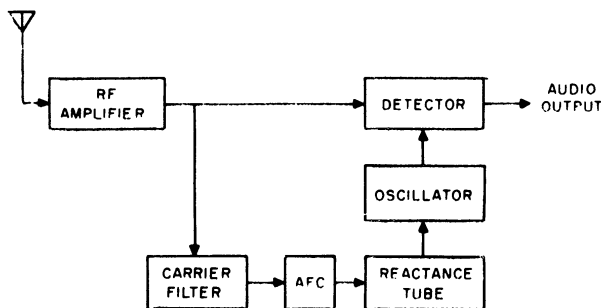 RF
AMPLIFIER
DETECTOR
AUDIO
OUTPUT
OSCILLATOR
CARRIER
FILTER
AFC
REACTANCE
TUBE